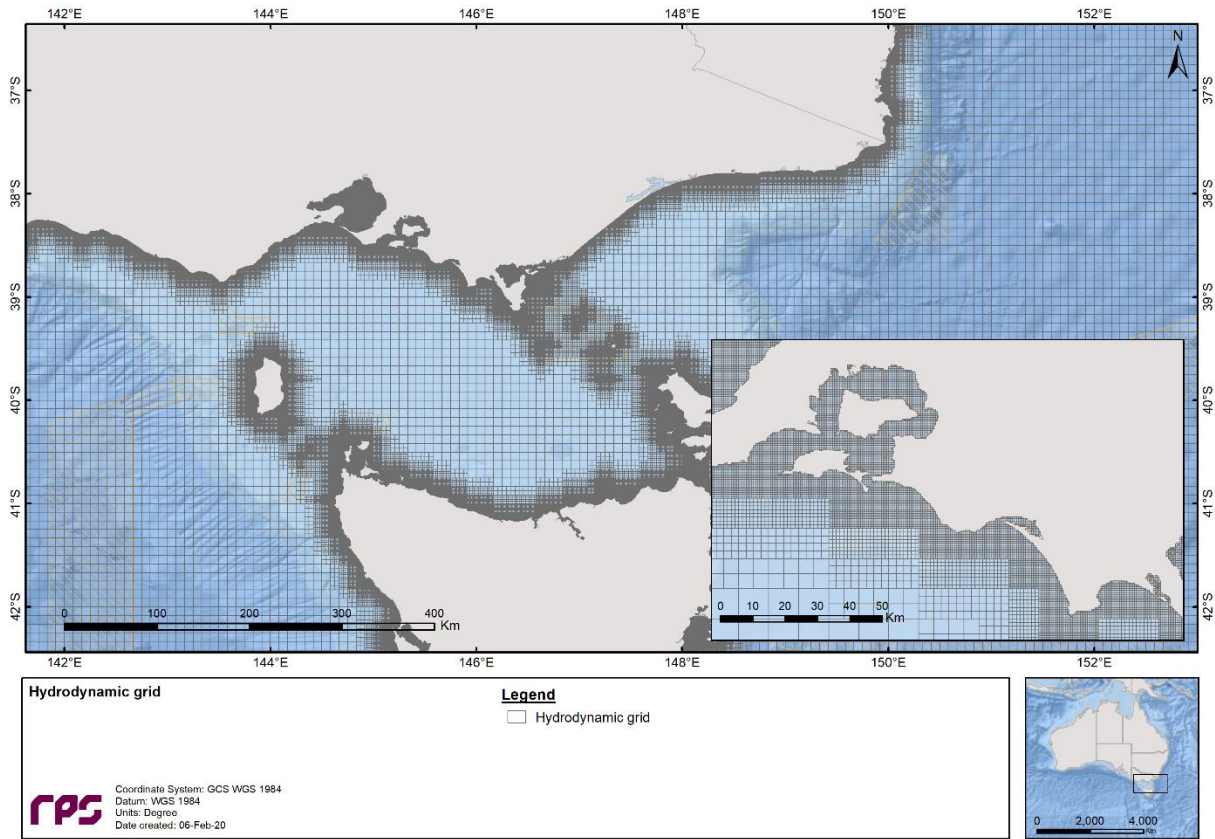 142°E 144°E 146°E 148°E 150°E 152°E
N
37°S 37°S
38°S 38°S
39°S 39°S
40°S 40°S
41°S 41°S
42°S 42°S
0 100 200 300 400
Km
0 10 20 30 40 50
Km
142°E 144°E 146°E 148°E 150°E 152°E
Hydrodynamic grid
Legend
Hydrodynamic grid
rps
Coordinate System: GCS WGS 1984
Datum: WGS 1984
Units: Degree
Date created: 06-Feb-20
0 2,000 4,000
Km